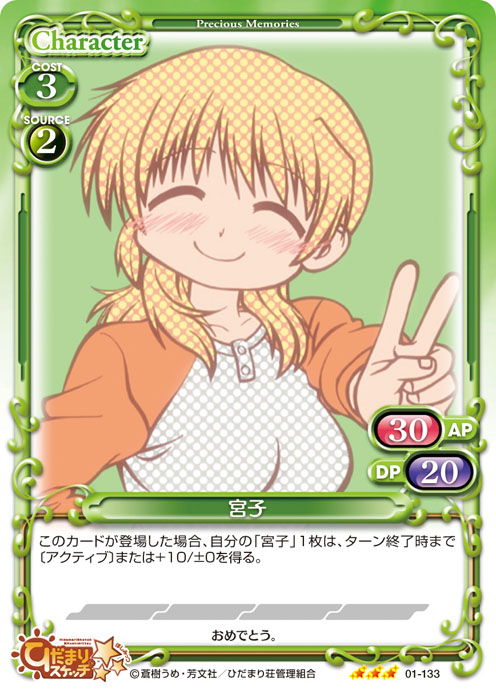 Precious Memories
Character
COST
3
SOURCE
2
30 AP
DP 20
宮子
このカードが登場した場合、自分の「宮子」1枚は、ターン終了時まで
〔アクティブ〕または+10/±0を得る。
おめでとう。
ひだまりスケッチ
©蒼樹うめ・芳文社／ひだまり荘管理組合
01-133